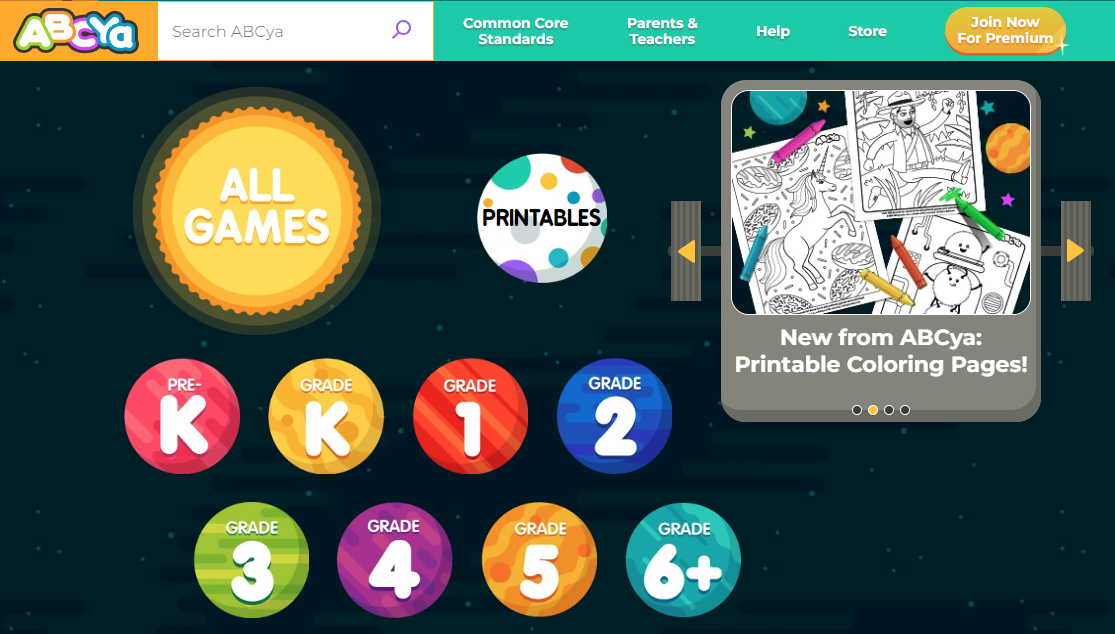 ABCYa
Search ABCya
Common Core
Standards
Parents &
Teachers
Help
Store
Join Now
For Premium
ALL
GAMES
PRINTABLES
New from ABCya:
Printable Coloring Pages!
PRE-
K
GRADE
K
GRADE
1
GRADE
2
GRADE
3
GRADE
4
GRADE
5
GRADE
6+